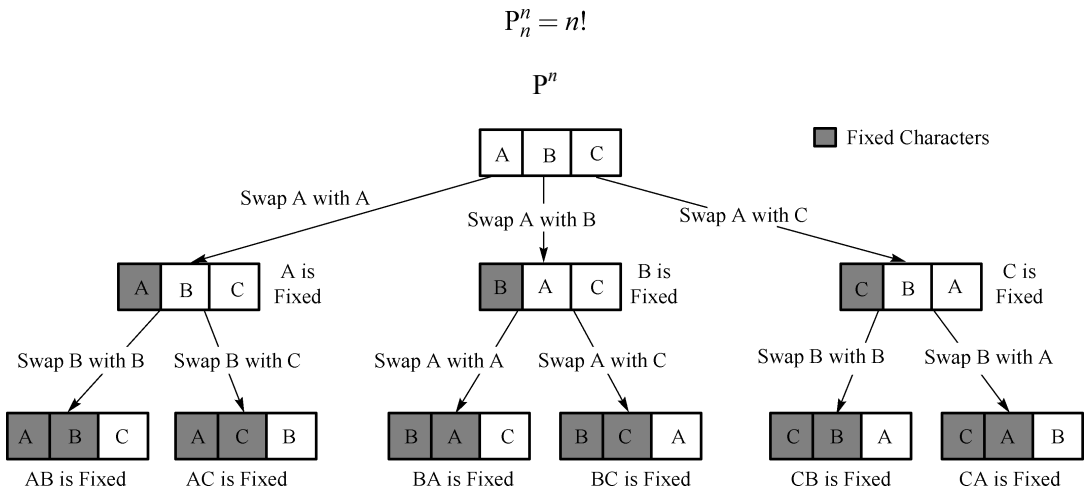 Pₙⁿ = n!
Pⁿ
A B C
Fixed Characters
Swap A with A
Swap A with B
Swap A with C
A B C
A is
Fixed
B A C
B is
Fixed
C B A
C is
Fixed
Swap B with B
Swap B with C
Swap A with A
Swap A with C
Swap B with B
Swap B with A
A B C
A C B
B A C
B C A
C B A
C A B
AB is Fixed
AC is Fixed
BA is Fixed
BC is Fixed
CB is Fixed
CA is Fixed